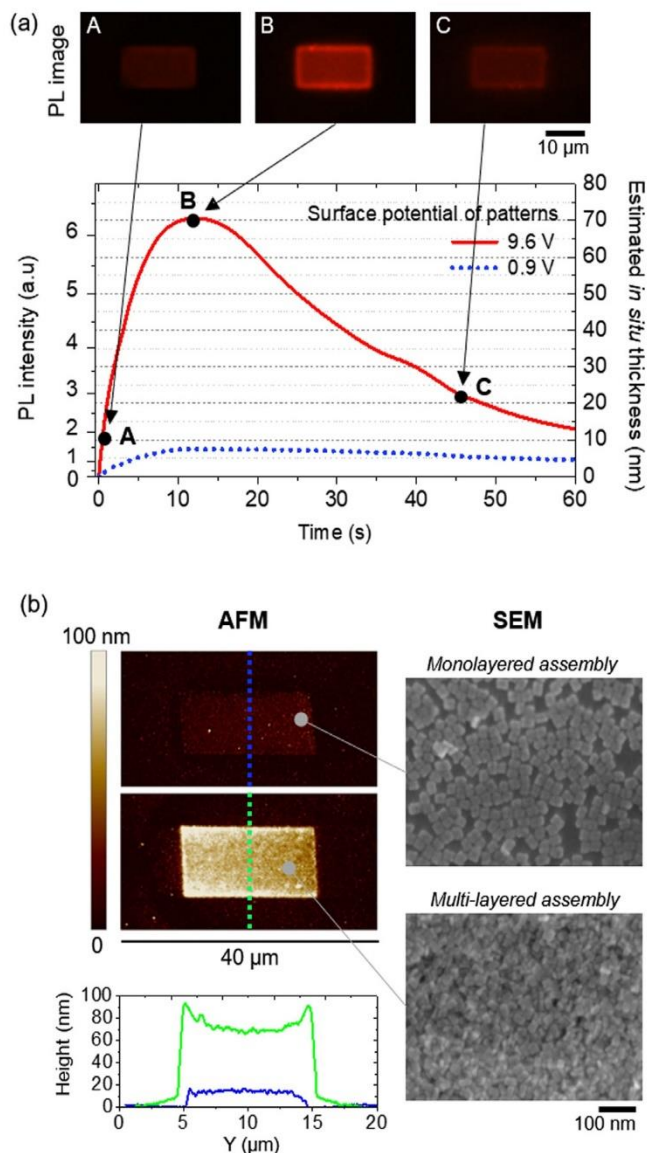 (a)
PL image
A
B
C
10 µm
PL intensity (a.u)
6
5
4
3
2
1
0
B
A
C
Surface potential of patterns
9.6 V
0.9 V
80
70
60
50
40
30
20
10
0
Estimated in situ thickness (nm)
0 10 20 30 40 50 60
Time (s)
(b)
AFM
SEM
100 nm
0
40 µm
Monolayered assembly
Multi-layered assembly
100 nm
Height (nm)
100
80
60
40
20
0
0 5 10 15 20
Y (µm)